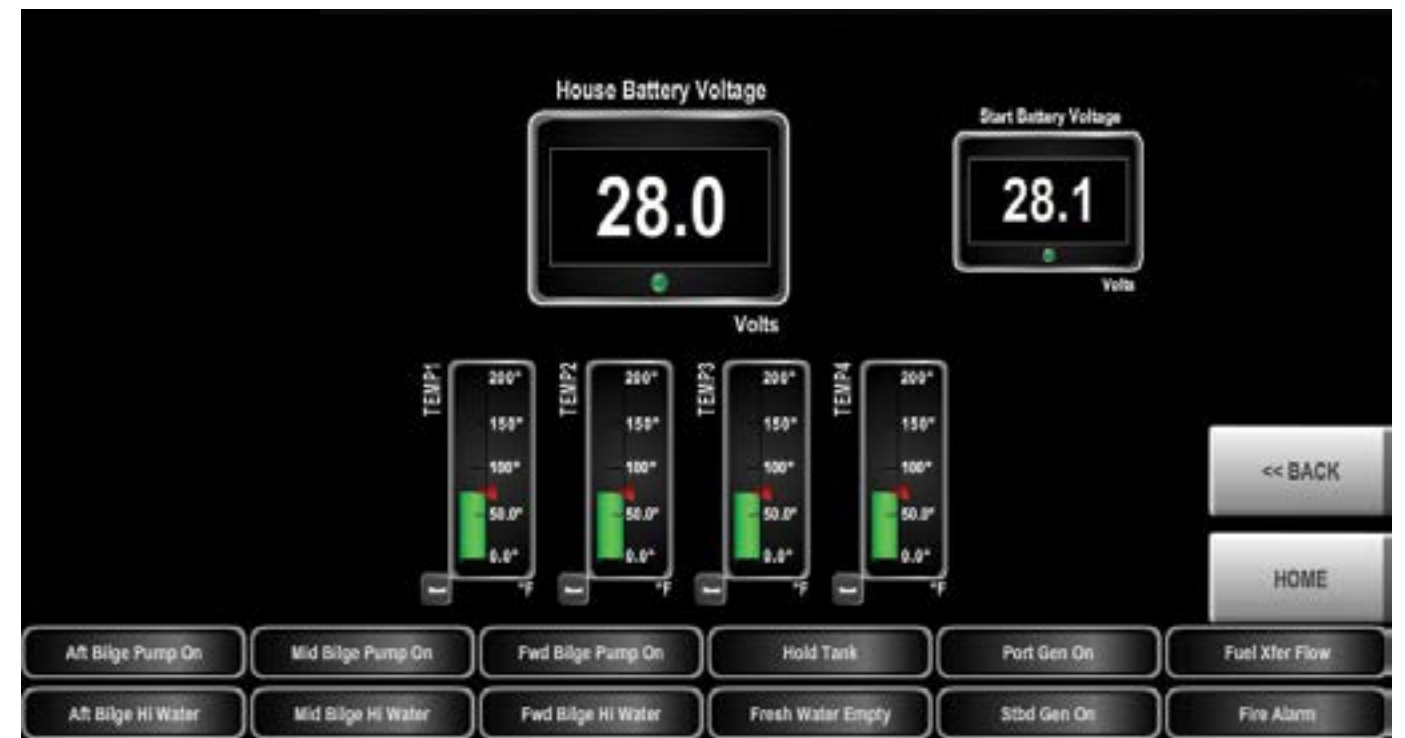 House Battery Voltage
28.0
Volts
Start Battery Voltage
28.1
Volts
TEMP1
200°
150°
100°
50.0°
0.0°
°F
TEMP2
200°
150°
100°
50.0°
0.0°
°F
TEMP3
200°
150°
100°
50.0°
0.0°
°F
TEMP4
200°
150°
100°
50.0°
0.0°
°F
<< BACK
HOME
Aft Bilge Pump On
Mid Bilge Pump On
Fwd Bilge Pump On
Hold Tank
Port Gen On
Fuel Xfer Flow
Aft Bilge Hi Water
Mid Bilge Hi Water
Fwd Bilge Hi Water
Fresh Water Empty
Stbd Gen On
Fire Alarm